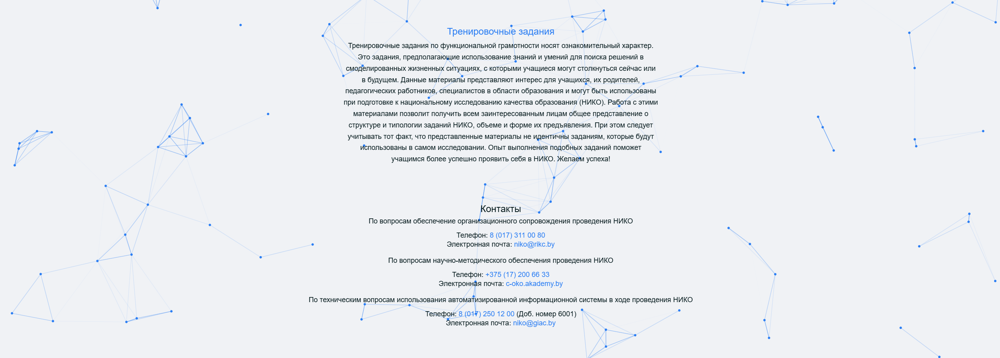 Тренировочные задания
Тренировочные задания по функциональной грамотности носят ознакомительный характер.
Это задания, предполагающие использование знаний и умений для поиска решений в
смоделированных жизненных ситуациях, с которыми учащиеся могут столкнуться сейчас или
в будущем. Данные материалы представляют интерес для учащихся, их родителей,
педагогических работников, специалистов в области образования и могут быть использованы
при подготовке к национальному исследованию качества образования (НИКО). Работа с этими
материалами позволит получить всем заинтересованным лицам общее представление о
структуре и типологии заданий НИКО, объеме и форме их предъявления. При этом следует
учитывать тот факт, что представленные материалы не идентичны заданиям, которые будут
использованы в самом исследовании. Опыт выполнения подобных заданий поможет
учащимся более успешно проявить себя в НИКО. Желаем успеха!
Контакты
По вопросам обеспечение организационного сопровождения проведения НИКО
Телефон: 8 (017) 311 00 80
Электронная почта: niko@rikc.by
По вопросам научно-методического обеспечения проведения НИКО
Телефон: +375 (17) 200 66 33
Электронная почта: c-oko.akademy.by
По техническим вопросам использования автоматизированной информационной системы в ходе проведения НИКО
Телефон: 8 (017) 250 12 00 (Доб. номер 6001)
Электронная почта: niko@giac.by